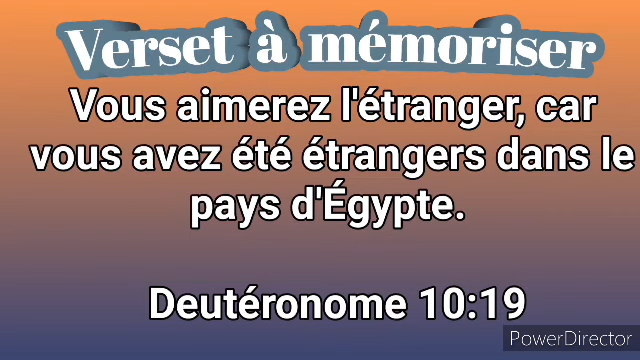 Verset à mémoriser
Vous aimerez l'étranger, car
vous avez été étrangers dans le
pays d'Égypte.
Deutéronome 10:19
PowerDirector